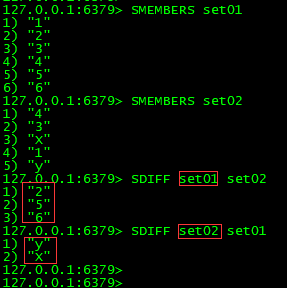 127.0.0.1:6379> SMEMBERS set01
1) "1"
2) "2"
3) "3"
4) "4"
5) "5"
6) "6"
127.0.0.1:6379> SMEMBERS set02
1) "4"
2) "3"
3) "x"
4) "1"
5) "y"
127.0.0.1:6379> SDIFF set01 set02
1) "2"
2) "5"
3) "6"
127.0.0.1:6379> SDIFF set02 set01
1) "y"
2) "x"
127.0.0.1:6379>
127.0.0.1:6379>